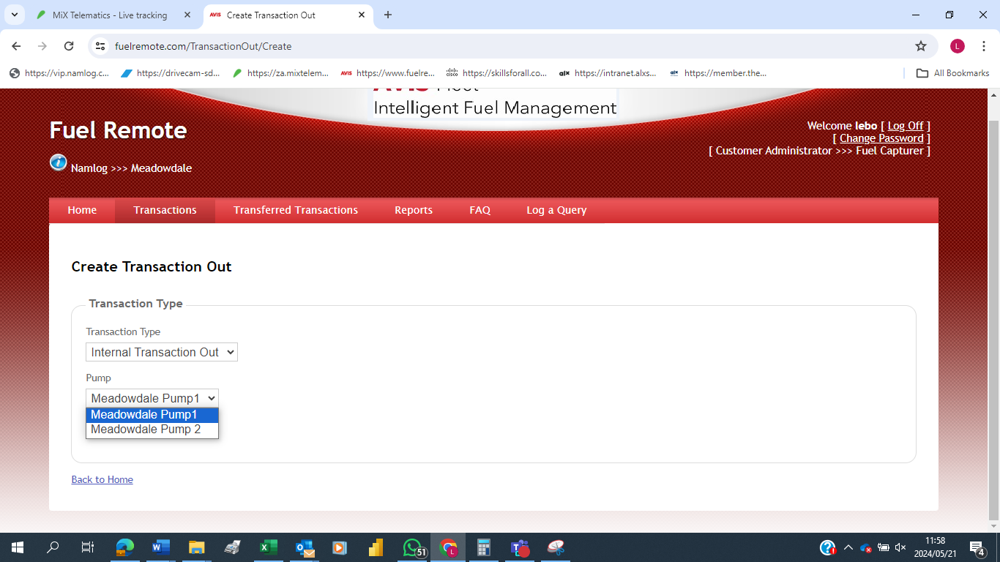 MiX Telematics - Live tracking
AVIS Create Transaction Out
fuelremote.com/TransactionOut/Create
L
https://vip.namlog.c...
https://drivecam-sd...
https://za.mixtelem...
AVIS https://www.fuelre...
cisco https://skillsforall.co...
alx https://intranet.alxs...
alx https://member.the...
All Bookmarks
AVIS Fleet
Intelligent Fuel Management
Fuel Remote
Welcome lebo [ Log Off ]
[ Change Password ]
[ Customer Administrator >>> Fuel Capturer ]
Namlog >>> Meadowdale
Home
Transactions
Transferred Transactions
Reports
FAQ
Log a Query
Create Transaction Out
Transaction Type
Transaction Type
Internal Transaction Out
Pump
Meadowdale Pump1
Meadowdale Pump1
Meadowdale Pump 2
Back to Home
51
L
11:58
2024/05/21
4